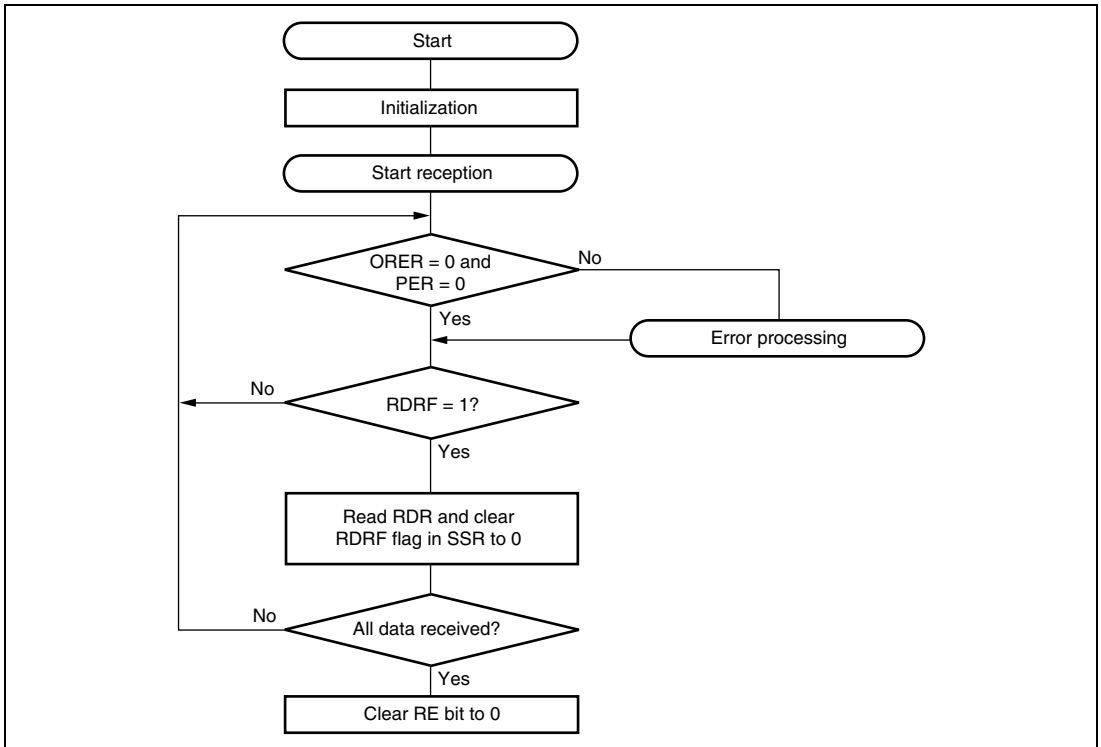 Start
Initialization
Start reception
ORER = 0 and
PER = 0
No
Yes
Error processing
No
RDRF = 1?
Yes
Read RDR and clear
RDRF flag in SSR to 0
No
All data received?
Yes
Clear RE bit to 0